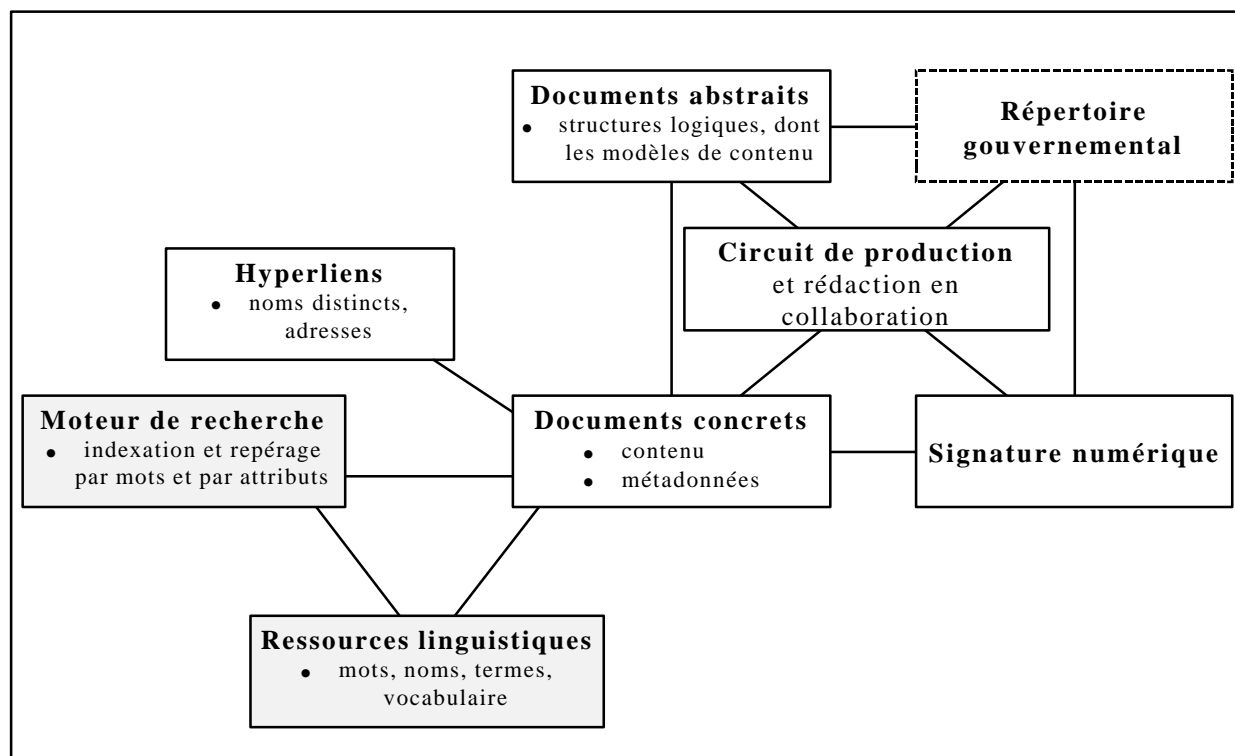 Documents abstraits
• structures logiques, dont
les modèles de contenu
Répertoire
gouvernemental
Circuit de production
et rédaction en
collaboration
Hyperliens
• noms distincts,
adresses
Moteur de recherche
• indexation et repérage
par mots et par attributs
Documents concrets
• contenu
• métadonnées
Signature numérique
Ressources linguistiques
• mots, noms, termes,
vocabulaire